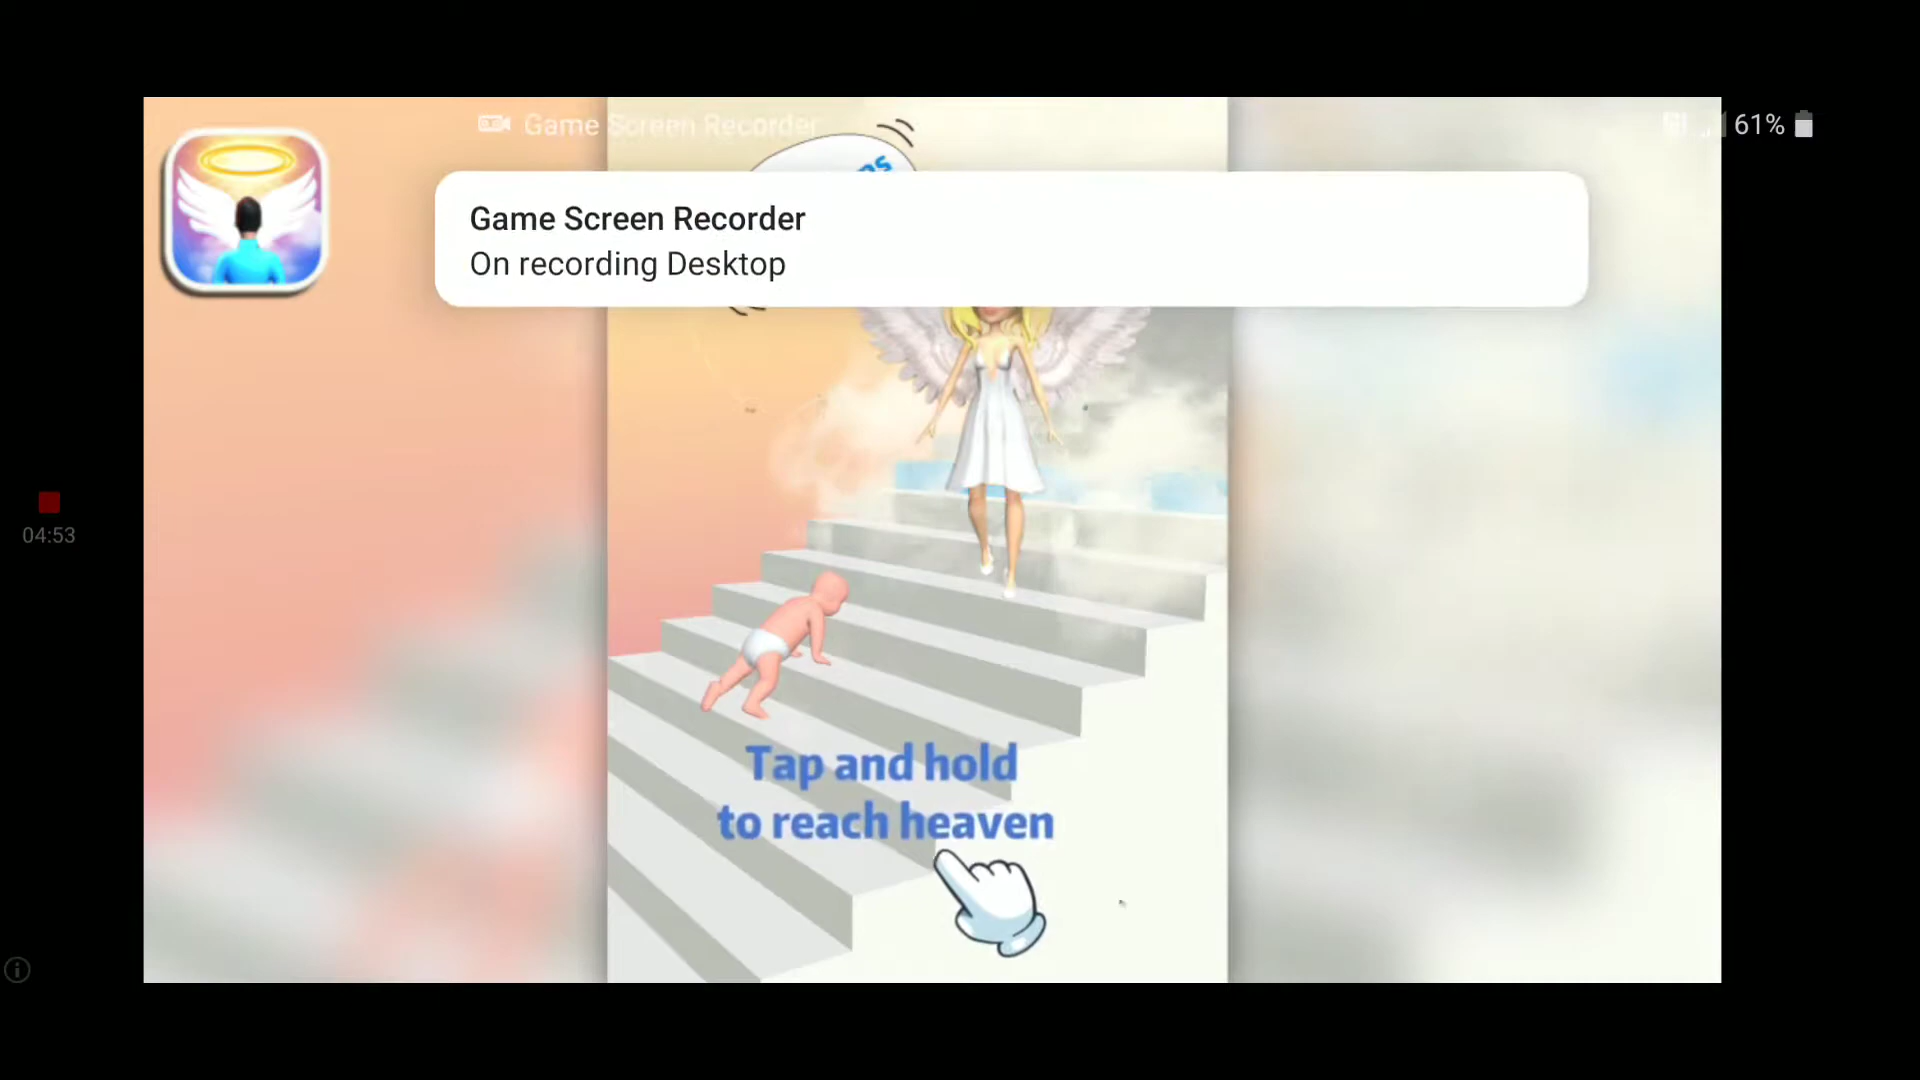 Game Screen Recorder
61%
Game Screen Recorder
On recording Desktop
04:53
Tap and hold
to reach heaven